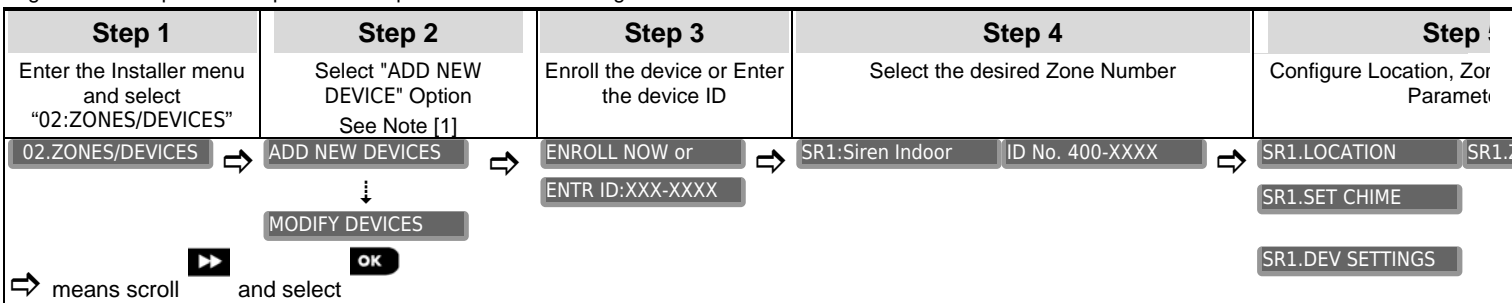 Step 1
Enter the Installer menu
and select
“02:ZONES/DEVICES”
Step 2
Select "ADD NEW
DEVICE" Option
See Note [1]
Step 3
Enroll the device or Enter
the device ID
Step 4
Select the desired Zone Number
Step
Configure Location,
02.ZONES/DEVICES
ADD NEW DEVICES
MODIFY DEVICES
ENROLL NOW or
ENTR ID:XXX-XXXX
SR1:Siren Indoor
ID No. 400-XXXX
SR1.LOCATION
SR1.SET CHIME
SR1.DEV SETTINGS
OK
means scroll and select